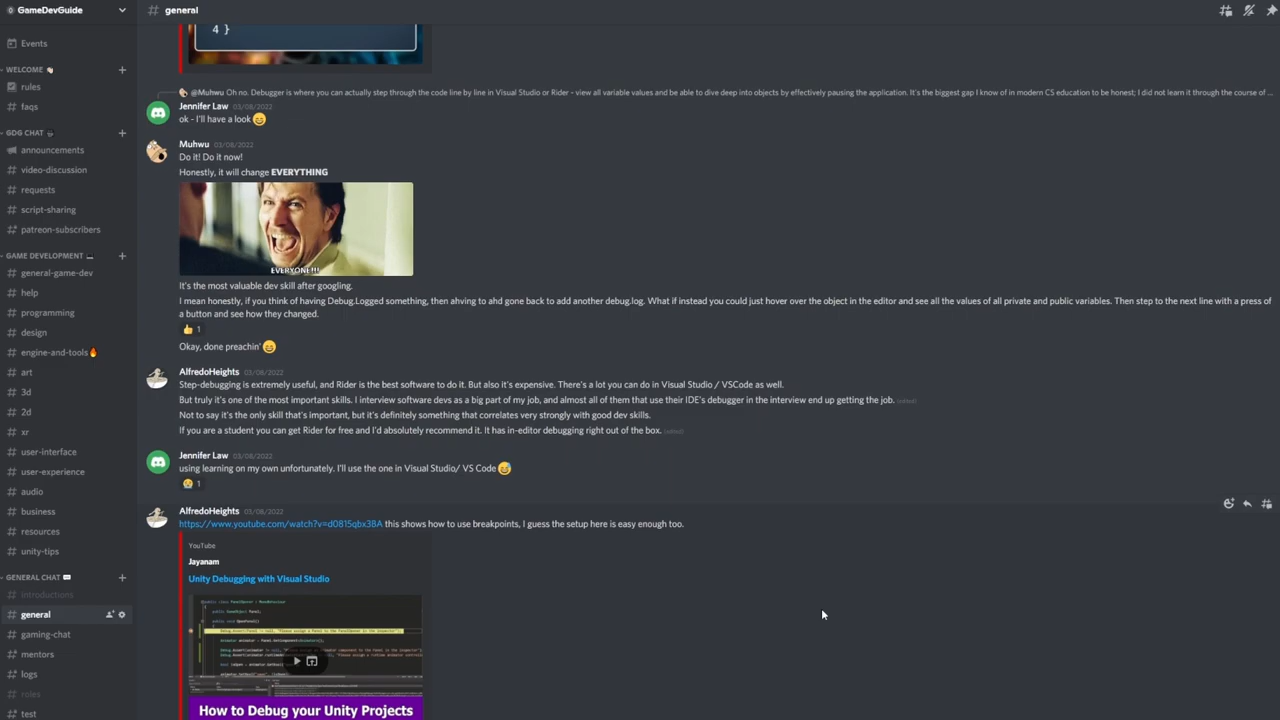 GameDevGuide
# general
Events
WELCOME
rules
faqs
GDG CHAT
announcements
video-discussion
requests
script-sharing
patreon-subscribers
GAME DEVELOPMENT
general-game-dev
help
programming
design
engine-and-tools
art
3d
2d
xr
user-interface
user-experience
audio
business
resources
unity-tips
GENERAL CHAT
introductions
general
gaming-chat
mentors
logs
roles
test
4 }
@Muhwu Oh no. Debugger is where you can actually step through the code line by line in Visual Studio or Rider - view all variable values and be able to dive deep into objects by effectively pausing the application. It's the biggest gap I know of in modern CS education to be honest; I did not learn it through the course of ...
Jennifer Law 03/08/2022
ok - I'll have a look
Muhwu 03/08/2022
Do it! Do it now!
Honestly, it will change EVERYTHING
EVERYONE!!!
It's the most valuable dev skill after googling.
I mean honestly, if you think of having Debug.Logged something, then ahving to ahd gone back to add another debug.log. What if instead you could just hover over the object in the editor and see all the values of all private and public variables. Then step to the next line with a press of
a button and see how they changed.
1
Okay, done preachin'
AlfredoHeights 03/08/2022
Step-debugging is extremely useful, and Rider is the best software to do it. But also it's expensive. There's a lot you can do in Visual Studio / VSCode as well.
But truly it's one of the most important skills. I interview software devs as a big part of my job, and almost all of them that use their IDE's debugger in the interview end up getting the job. (edited)
Not to say it's the only skill that's important, but it's definitely something that correlates very strongly with good dev skills.
If you are a student you can get Rider for free and I'd absolutely recommend it. It has in-editor debugging right out of the box. (edited)
Jennifer Law 03/08/2022
using learning on my own unfortunately. I'll use the one in Visual Studio/ VS Code
1
AlfredoHeights 03/08/2022
https://www.youtube.com/watch?v=d0815qbx38A this shows how to use breakpoints, I guess the setup here is easy enough too.
YouTube
Jayanam
Unity Debugging with Visual Studio
How to Debug your Unity Projects